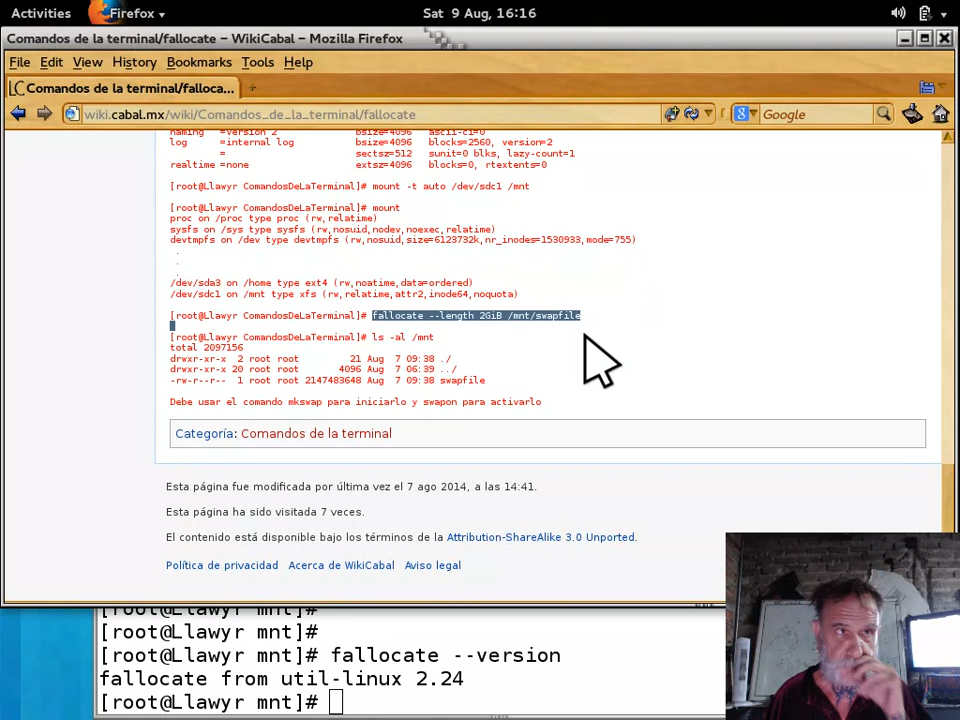 Activities Firefox Sat 9 Aug, 16:16
Comandos de la terminal/fallocate – WikiCabal – Mozilla Firefox
File Edit View History Bookmarks Tools Help
Comandos de la terminal/falloca...
wiki.cabal.mx/wiki/Comandos_de_la_terminal/fallocate Google
naming =version 2 bsize=4096 ascii-ci=0
log =internal log bsize=4096 blocks=2560, version=2
= sectsz=512 sunit=0 blks, lazy-count=1
realtime =none extsz=4096 blocks=0, rtextents=0
[root@Llawyr ComandosDeLaTerminal]# mount -t auto /dev/sdc1 /mnt
[root@Llawyr ComandosDeLaTerminal]# mount
proc on /proc type proc (rw,relatime)
sysfs on /sys type sysfs (rw,nosuid,nodev,noexec,relatime)
devtmpfs on /dev type devtmpfs (rw,nosuid,size=6123732k,nr_inodes=1530933,mode=755)
.
.
.
/dev/sda3 on /home type ext4 (rw,noatime,data=ordered)
/dev/sdc1 on /mnt type xfs (rw,relatime,attr2,inode64,noquota)
[root@Llawyr ComandosDeLaTerminal]# fallocate --length 2GiB /mnt/swapfile
[root@Llawyr ComandosDeLaTerminal]# ls -al /mnt
total 2097156
drwxr-xr-x 2 root root 21 Aug 7 09:38 ./
drwxr-xr-x 20 root root 4096 Aug 7 06:39 ../
-rw-r--r-- 1 root root 2147483648 Aug 7 09:38 swapfile
Debe usar el comando mkswap para iniciarlo y swapon para activarlo
Categoría: Comandos de la terminal
Esta página fue modificada por última vez el 7 ago 2014, a las 14:41.
Esta página ha sido visitada 7 veces.
El contenido está disponible bajo los términos de la Attribution-ShareAlike 3.0 Unported.
Política de privacidad Acerca de WikiCabal Aviso legal
[root@Llawyr mnt]#
[root@Llawyr mnt]#
[root@Llawyr mnt]# fallocate --version
fallocate from util-linux 2.24
[root@Llawyr mnt]#